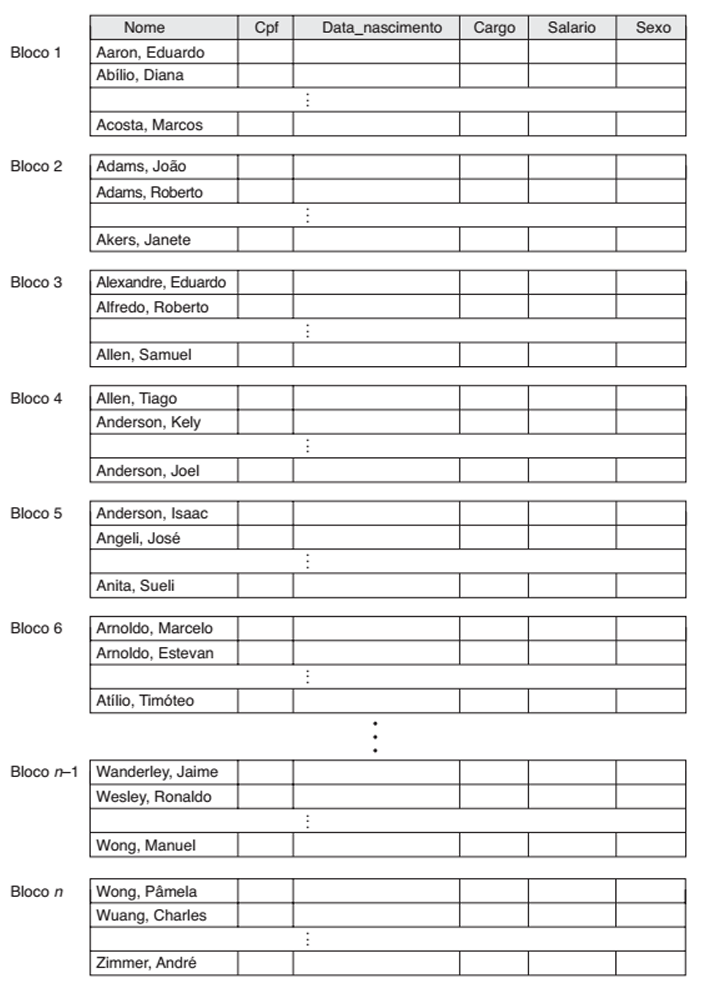 Nome Cpf Data_nascimento Cargo Salario Sexo
Bloco 1 Aaron, Eduardo
Abílio, Diana
Acosta, Marcos
Bloco 2 Adams, João
Adams, Roberto
Akers, Janete
Bloco 3 Alexandre, Eduardo
Alfredo, Roberto
Allen, Samuel
Bloco 4 Allen, Tiago
Anderson, Kely
Anderson, Joel
Bloco 5 Anderson, Isaac
Angeli, José
Anita, Sueli
Bloco 6 Arnoldo, Marcelo
Arnoldo, Estevan
Atílio, Timóteo
Bloco n–1 Wanderley, Jaime
Wesley, Ronaldo
Wong, Manuel
Bloco n Wong, Pâmela
Wuang, Charles
Zimmer, André